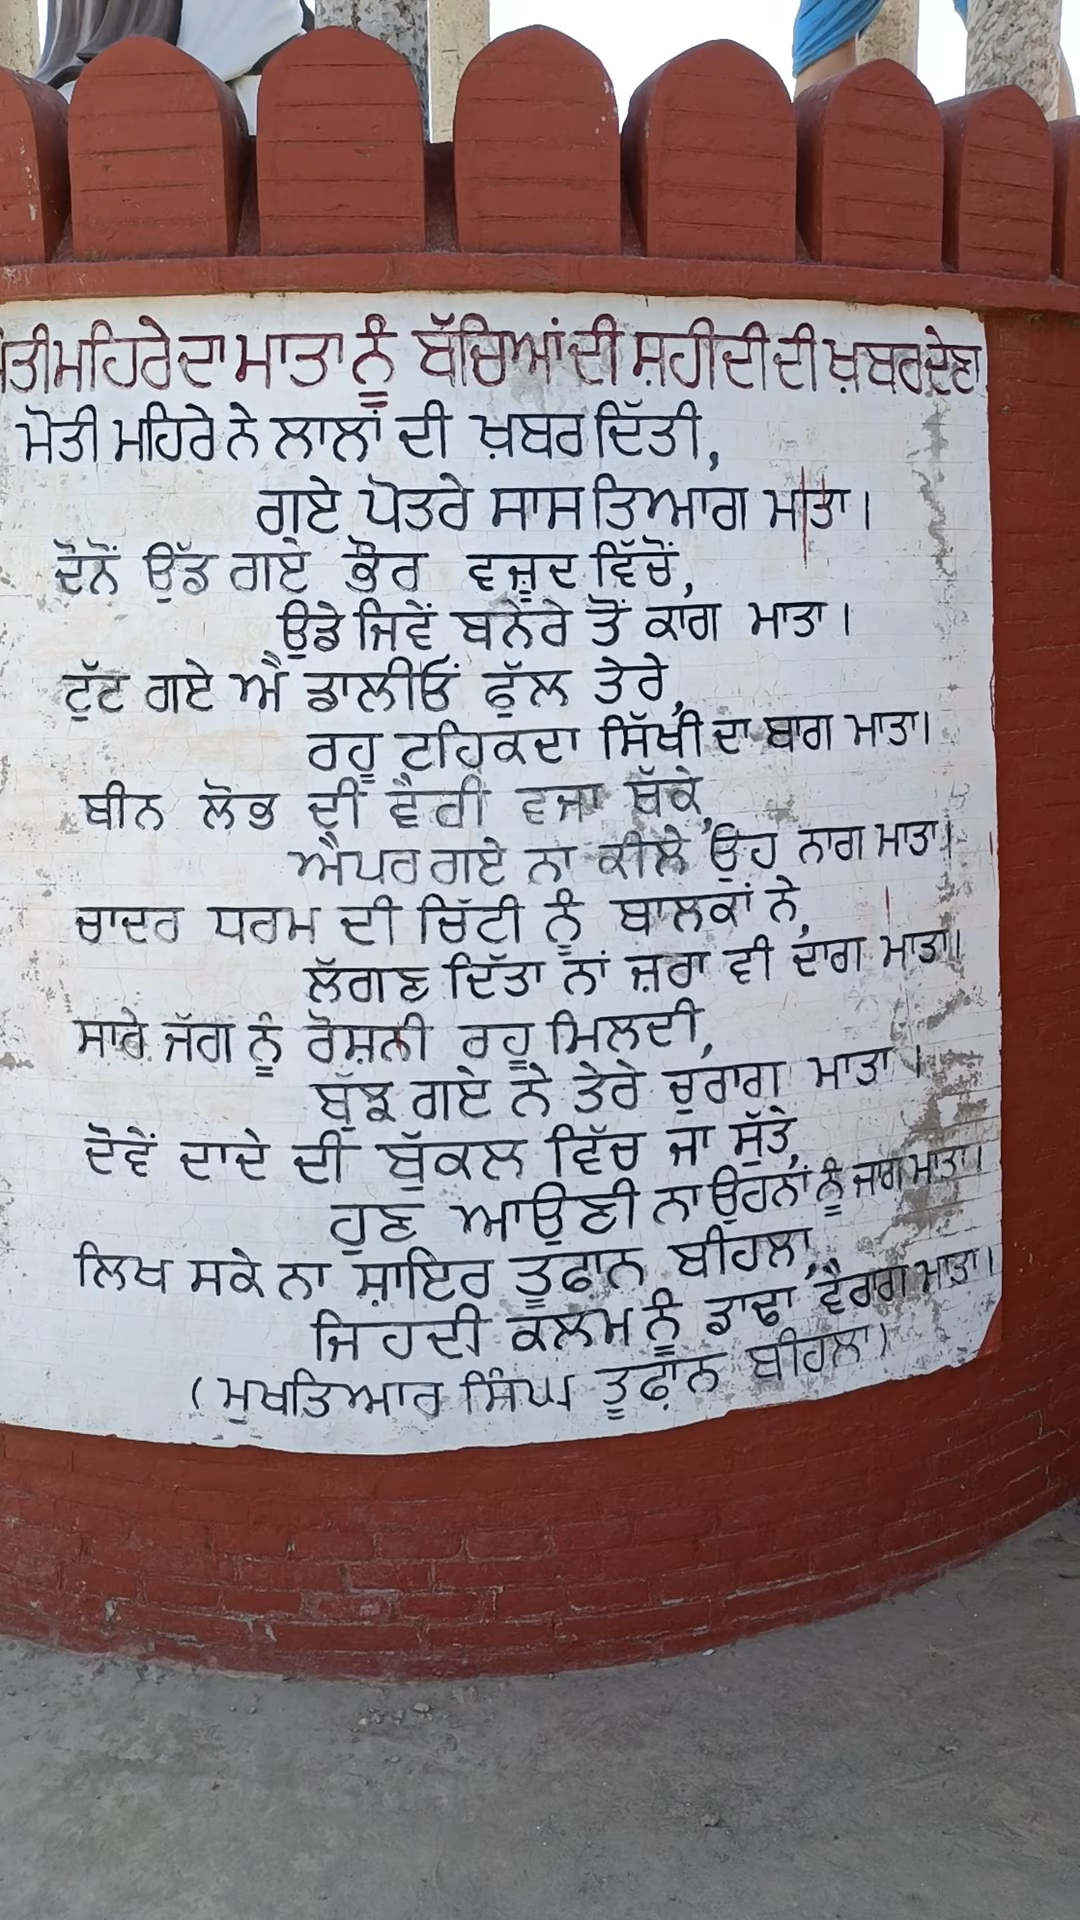 ਮੋਤੀ ਮਹਿਰੇ ਦਾ ਮਾਤਾ ਨੂੰ ਬੱਚਿਆਂ ਦੀ ਸ਼ਹੀਦੀ ਦੀ ਖ਼ਬਰ ਦੇਣਾ
ਮੋਤੀ ਮਹਿਰੇ ਨੇ ਲਾਲਾਂ ਦੀ ਖ਼ਬਰ ਦਿੱਤੀ,
ਗਏ ਪੋਤਰੇ ਸਾਸ ਤਿਆਗ ਮਾਤਾ।
ਦੋਨੋਂ ਉੱਡ ਗਏ ਭੌਰ ਵਜੂਦ ਵਿੱਚੋਂ,
ਉਡੇ ਜਿਵੇਂ ਬਨੇਰੇ ਤੋਂ ਕਾਗ ਮਾਤਾ।
ਟੁੱਟ ਗਏ ਐ ਡਾਲੀਓਂ ਫੁੱਲ ਤੇਰੇ,
ਰਹੂ ਟਹਿਕਦਾ ਸਿੱਖੀ ਦਾ ਬਾਗ ਮਾਤਾ।
ਬੀਨ ਲੋਭ ਦੀ ਵੈਰੀ ਵਜਾ ਥੱਕੇ,
ਐਪਰ ਗਏ ਨਾ ਕੀਲੇ ਉਹ ਨਾਗ ਮਾਤਾ।
ਚਾਦਰ ਧਰਮ ਦੀ ਚਿੱਟੀ ਨੂੰ ਬਾਲਕਾਂ ਨੇ,
ਲੱਗਣ ਦਿੱਤਾ ਨਾਂ ਜ਼ਰਾ ਵੀ ਦਾਗ ਮਾਤਾ।
ਸਾਰੇ ਜੱਗ ਨੂੰ ਰੋਸ਼ਨੀ ਰਹੂ ਮਿਲਦੀ,
ਬੁੱਝ ਗਏ ਨੇ ਤੇਰੇ ਚੁਰਾਗ ਮਾਤਾ।
ਦੋਵੇਂ ਦਾਦੇ ਦੀ ਬੁੱਕਲ ਵਿੱਚ ਜਾ ਸੁੱਤੇ,
ਹੁਣ ਆਉਣੀ ਨਾ ਉਹਨਾਂ ਨੂੰ ਜਾਗ ਮਾਤਾ।
ਲਿਖ ਸਕੇ ਨਾ ਸ਼ਾਇਰ ਤੂਫ਼ਾਨ ਬੀਹਲਾ,
ਜਿਹਦੀ ਕਲਮ ਨੂੰ ਡਾਢਾ ਵੈਰਾਗ ਮਾਤਾ।
(ਮੁਖਤਿਆਰ ਸਿੰਘ ਤੂਫ਼ਾਨ ਬੀਹਲਾ)